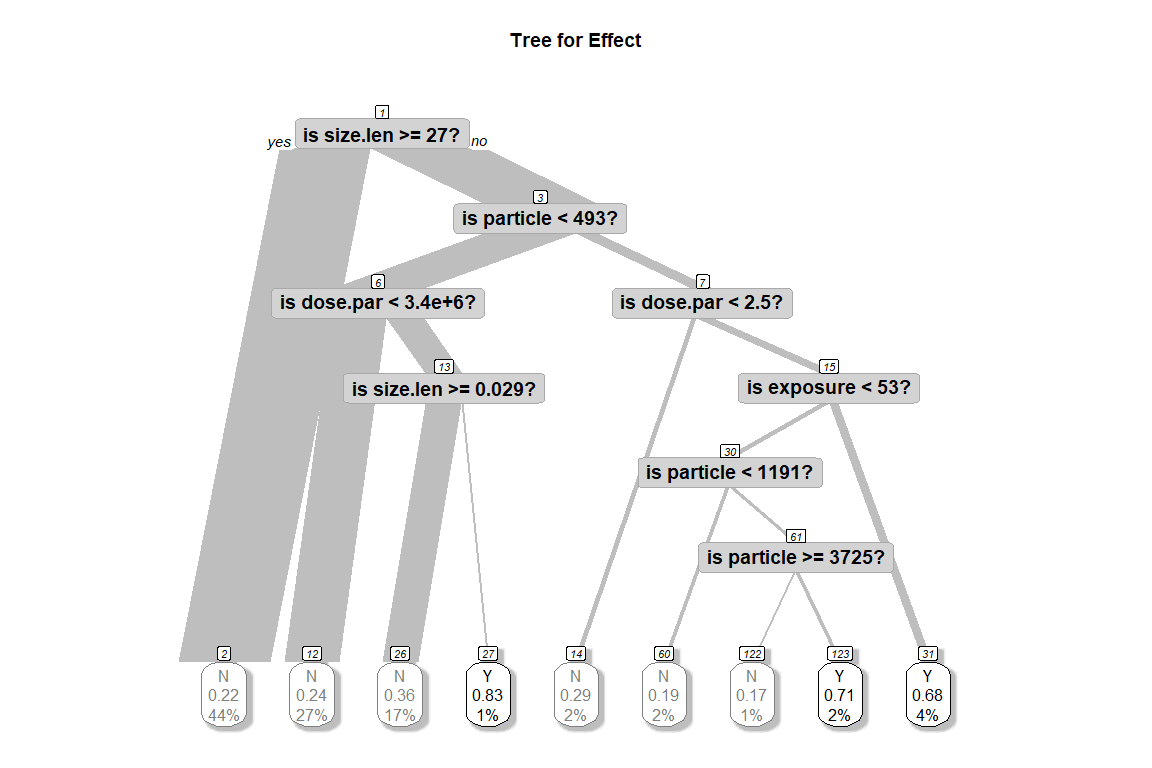 Tree for Effect
1
yes
is size.len >= 27?
no
3
is particle < 493?
6
7
is dose.par < 3.4e+6?
is dose.par < 2.5?
13
15
is size.len >= 0.029?
is exposure < 53?
30
is particle < 1191?
61
is particle >= 3725?
2
12
26
27
14
60
122
123
31
N
N
N
Y
N
N
N
Y
Y
0.22
0.24
0.36
0.83
0.29
0.19
0.17
0.71
0.68
44%
27%
17%
1%
2%
2%
1%
2%
4%